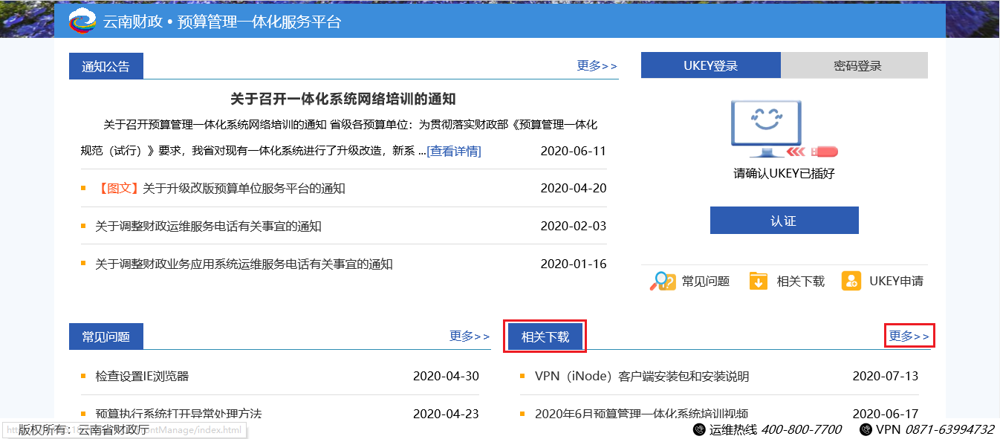 云南财政·预算管理一体化服务平台
通知公告
更多>>
关于召开一体化系统网络培训的通知
关于召开预算管理一体化系统网络培训的通知 省级各预算单位：为贯彻落实财政部《预算管理一体化
规范（试行）》要求，我省对现有一体化系统进行了升级改造，新系 ...[查看详情] 2020-06-11
【图文】关于升级改版预算单位服务平台的通知 2020-04-20
关于调整财政运维服务电话有关事宜的通知 2020-02-03
关于调整财政业务应用系统运维服务电话有关事宜的通知 2020-01-16
UKEY登录 密码登录
请确认UKEY已插好
认证
常见问题 相关下载 UKEY申请
常见问题 更多>>
检查设置IE浏览器 2020-04-30
预算执行系统打开异常处理方法 2020-04-23
相关下载 更多>>
VPN（iNode）客户端安装包和安装说明 2020-07-13
2020年6月预算管理一体化系统培训视频 2020-06-17
版权所有：云南省财政厅
ontManage/index.html
运维热线 400-800-7700 VPN 0871-63994732